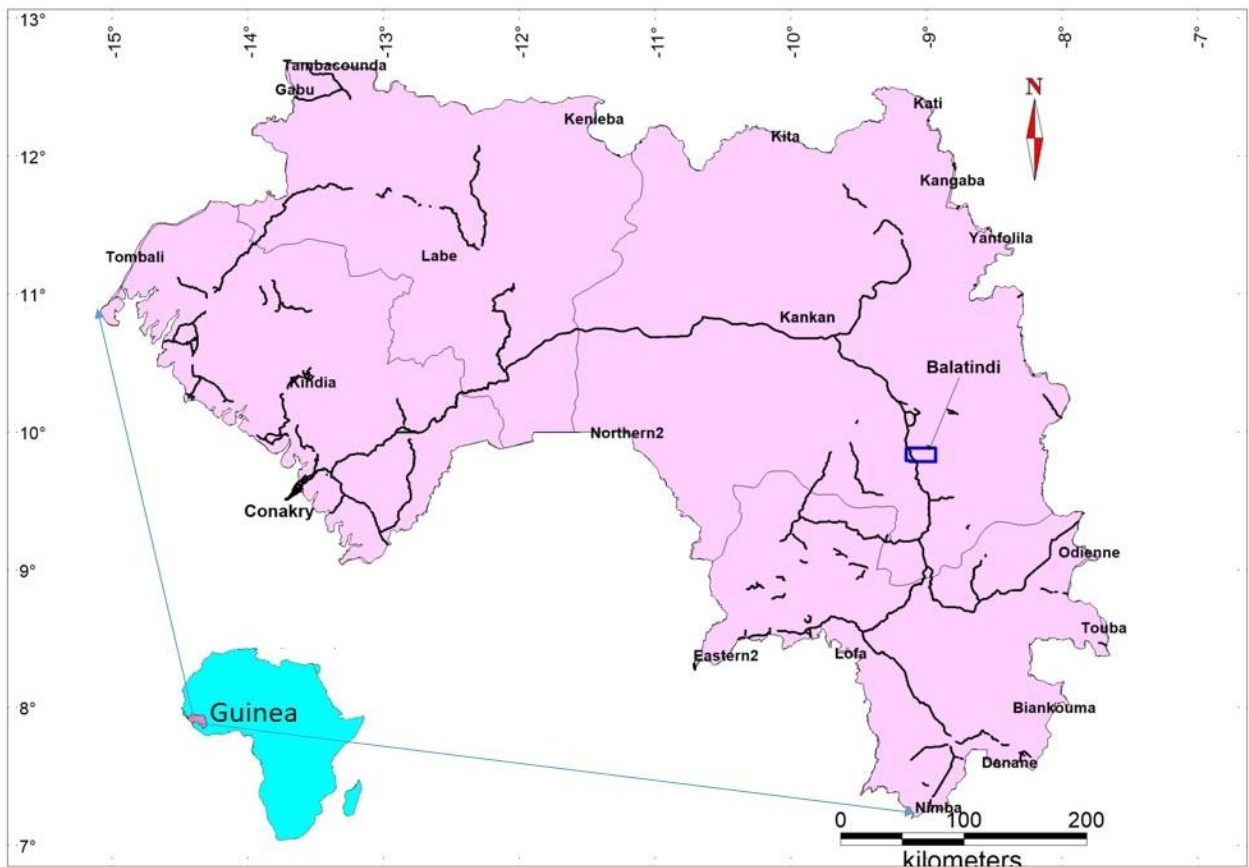 13°
-15°
-14°
-13°
-12°
-11°
-10°
-9°
-8°
-7°
Tambacounda
Gabu
Kenieba
Kati
N
Kita
12°
Kangaba
Yanfolila
Tombali
Labe
11°
Kankan
Balatindi
Kindia
10°
Northern2
Conakry
9°
Odienne
Touba
Eastern2
Lofa
8°
Guinea
Biankouma
Danane
Nimba
0 100 200
7°
kilometers